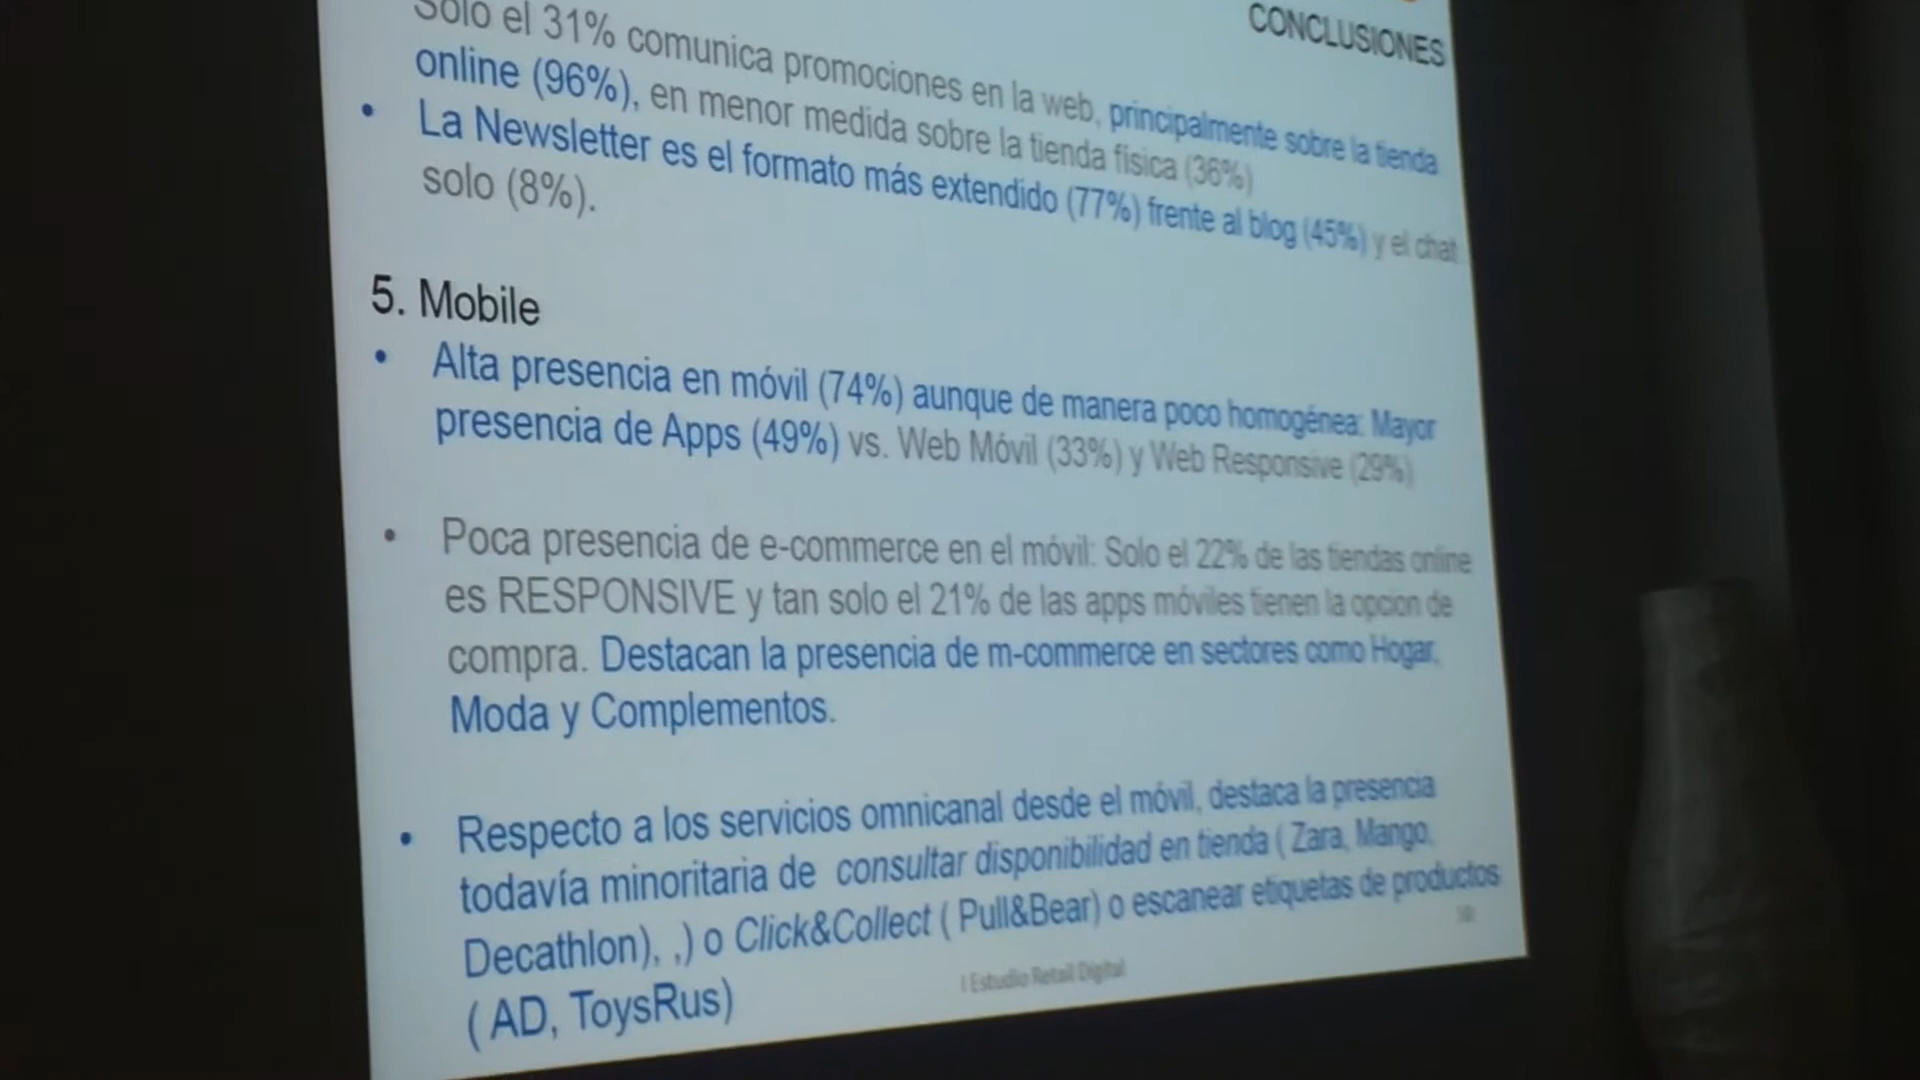 CONCLUSIONES
Solo el 31% comunica promociones en la web, principalmente sobre la tienda
online (96%), en menor medida sobre la tienda física (36%)
• La Newsletter es el formato más extendido (77%) frente al blog (45%) y el chat
solo (8%).
5. Mobile
• Alta presencia en móvil (74%) aunque de manera poco homogénea: Mayor
presencia de Apps (49%) vs. Web Móvil (33%) y Web Responsive (29%)
• Poca presencia de e-commerce en el móvil: Solo el 22% de las tiendas online
es RESPONSIVE y tan solo el 21% de las apps móviles tienen la opcion de
compra. Destacan la presencia de m-commerce en sectores como Hogar,
Moda y Complementos.
• Respecto a los servicios omnicanal desde el móvil, destaca la presencia
todavía minoritaria de consultar disponibilidad en tienda ( Zara, Mango,
Decathlon), ,) o Click&Collect ( Pull&Bear) o escanear etiquetas de productos
( AD, ToysRus)
I Estudio Retail Digital